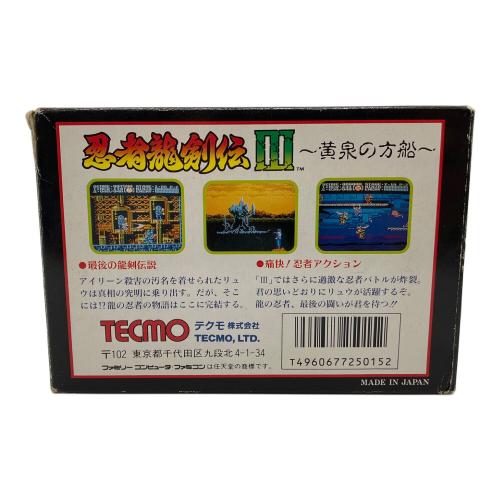 忍者龍剣伝III™ ～黄泉の方船～
●最後の龍剣伝説
アイリーン殺害の汚名を着せられたリュ
ウは真相の究明に乗り出す。だが、そこ
には!?龍の忍者の物語はここに完結する。
●痛快！忍者アクション
「III」ではさらに過激な忍者バトルが炸裂。
君の思いどおりにリュウが活躍するぞ。
龍の忍者、最後の闘いが君を待つ!!
TECMO テクモ株式会社
TECMO, LTD.
〒102 東京都千代田区九段北4-1-34
ファミリーコンピュータ・ファミコンは任天堂の商標です。
T4960677250152
MADE IN JAPAN